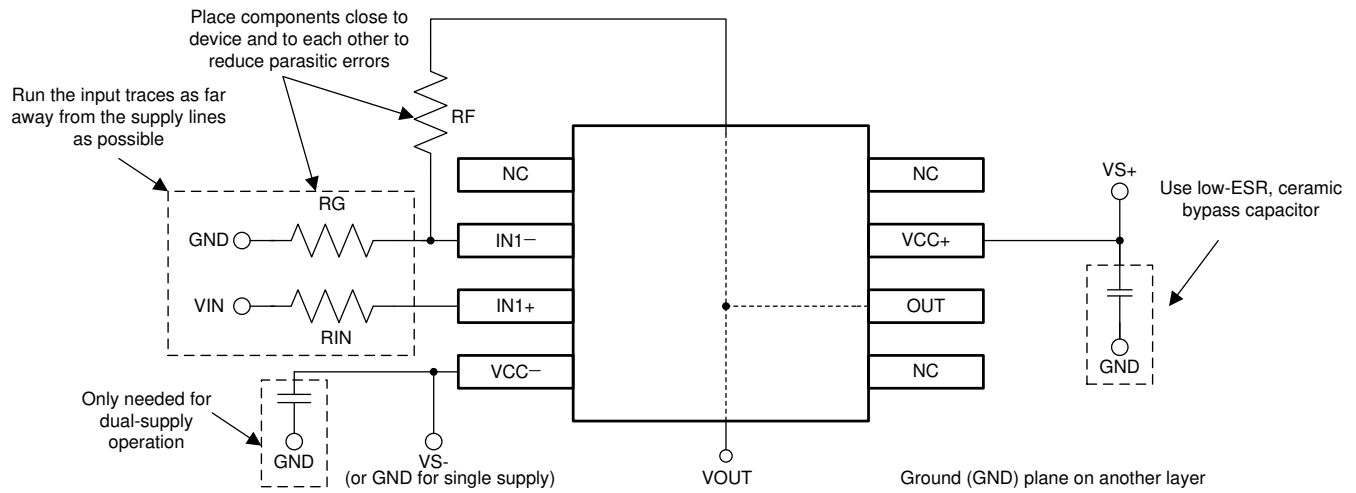 Place components close to
device and to each other to
reduce parasitic errors
Run the input traces as far
away from the supply lines
as possible
RF
NC
NC
VS+
Use low-ESR, ceramic
bypass capacitor
RG
GND
IN1−
VCC+
VIN
IN1+
OUT
RIN
VCC−
NC
GND
Only needed for
dual-supply
operation
GND
VS-
(or GND for single supply)
VOUT
Ground (GND) plane on another layer